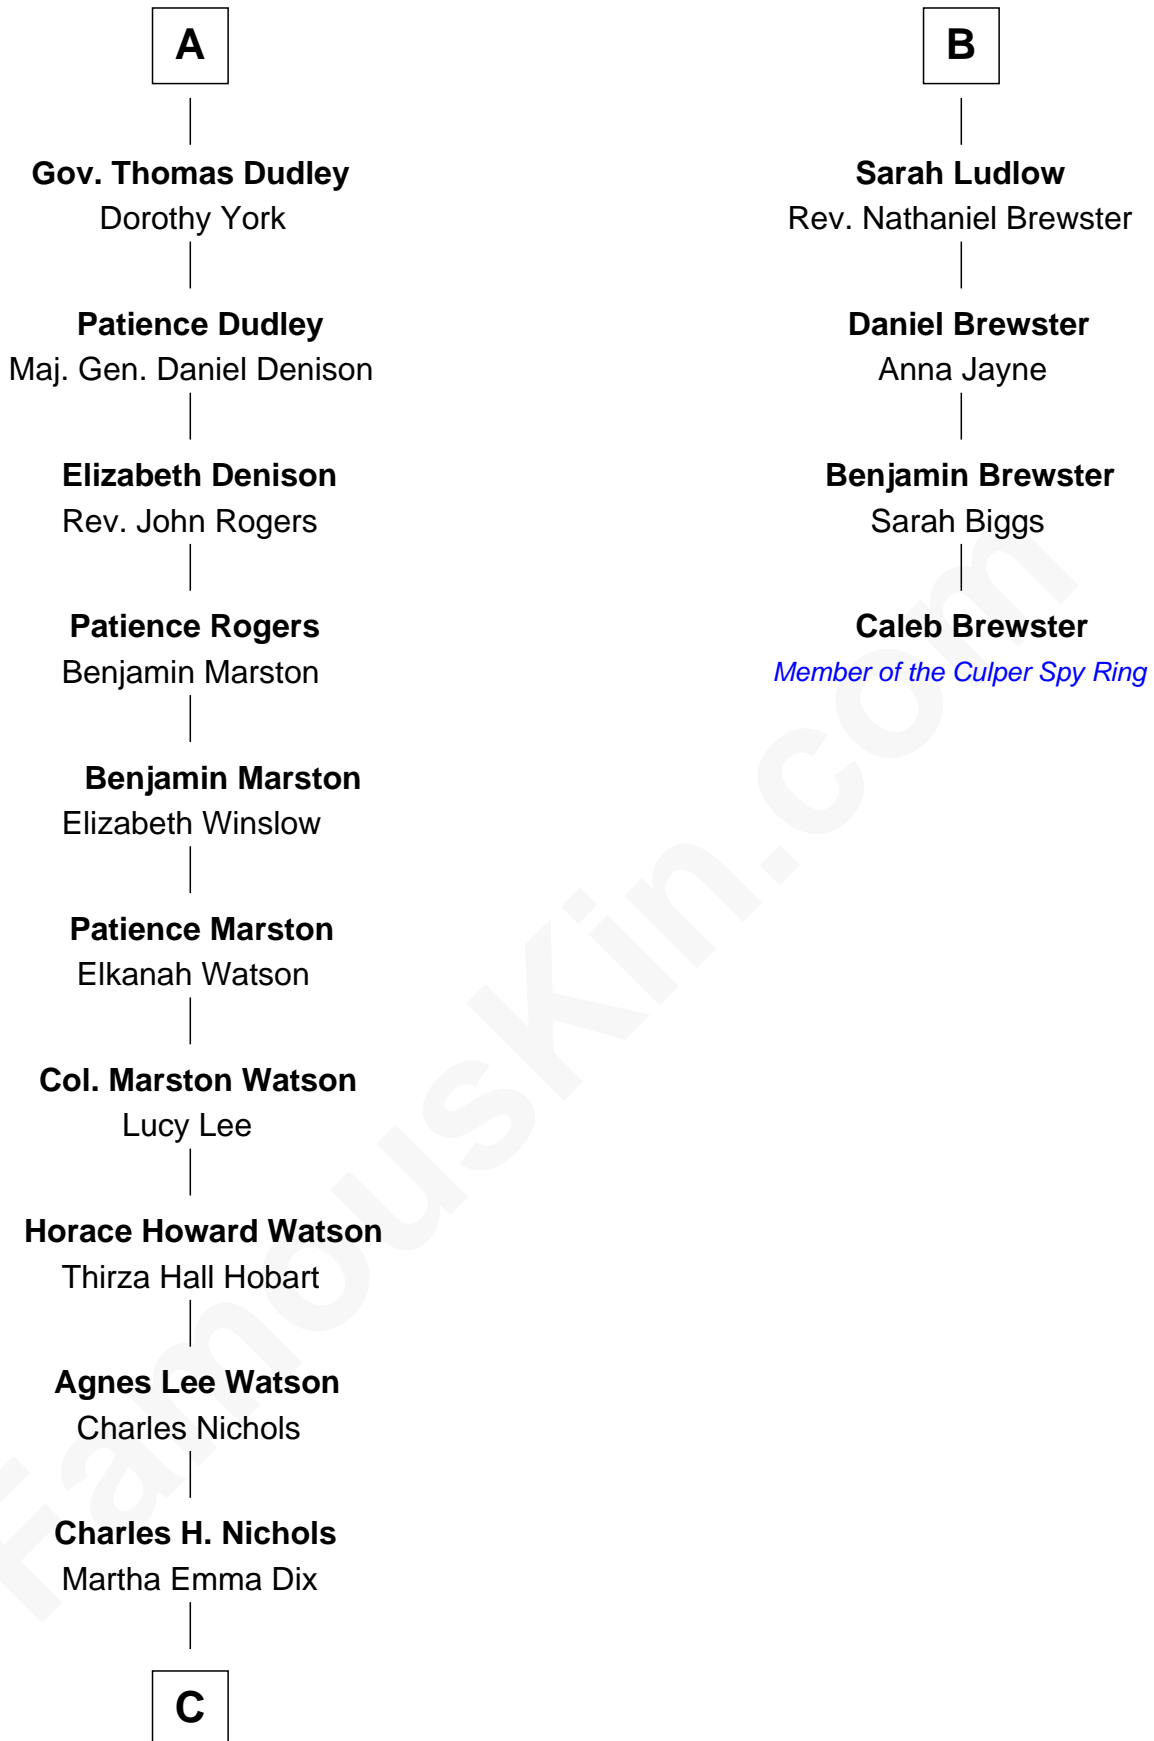 A
Gov. Thomas Dudley
Dorothy York
Patience Dudley
Maj. Gen. Daniel Denison
Elizabeth Denison
Rev. John Rogers
Patience Rogers
Benjamin Marston
Benjamin Marston
Elizabeth Winslow
Patience Marston
Elkanah Watson
Col. Marston Watson
Lucy Lee
Horace Howard Watson
Thirza Hall Hobart
Agnes Lee Watson
Charles Nichols
Charles H. Nichols
Martha Emma Dix
C
B
Sarah Ludlow
Rev. Nathaniel Brewster
Daniel Brewster
Anna Jayne
Benjamin Brewster
Sarah Biggs
Caleb Brewster
Member of the Culper Spy Ring
FamousKin.com